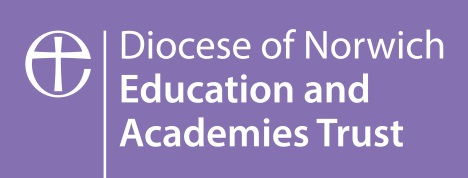 Diocese of Norwich
Education and
Academies Trust